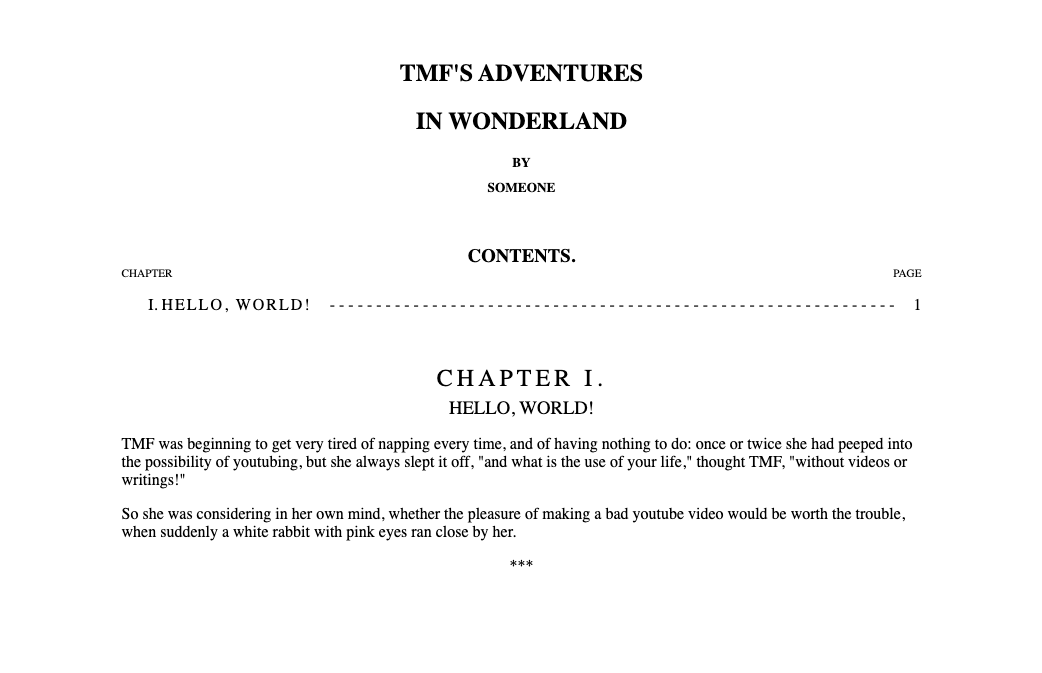 TMF'S ADVENTURES
IN WONDERLAND
BY
SOMEONE
CONTENTS.
CHAPTER PAGE
I. HELLO, WORLD! - - - - - - - - - - - - - - - - - - - - - - - - - - - - - - - - - - - - - - - - - - - - - - - - - - - - - - - - - - - - - - 1
CHAPTER I.
HELLO, WORLD!
TMF was beginning to get very tired of napping every time, and of having nothing to do: once or twice she had peeped into
the possibility of youtubing, but she always slept it off, "and what is the use of your life," thought TMF, "without videos or
writings!"
So she was considering in her own mind, whether the pleasure of making a bad youtube video would be worth the trouble,
when suddenly a white rabbit with pink eyes ran close by her.
***